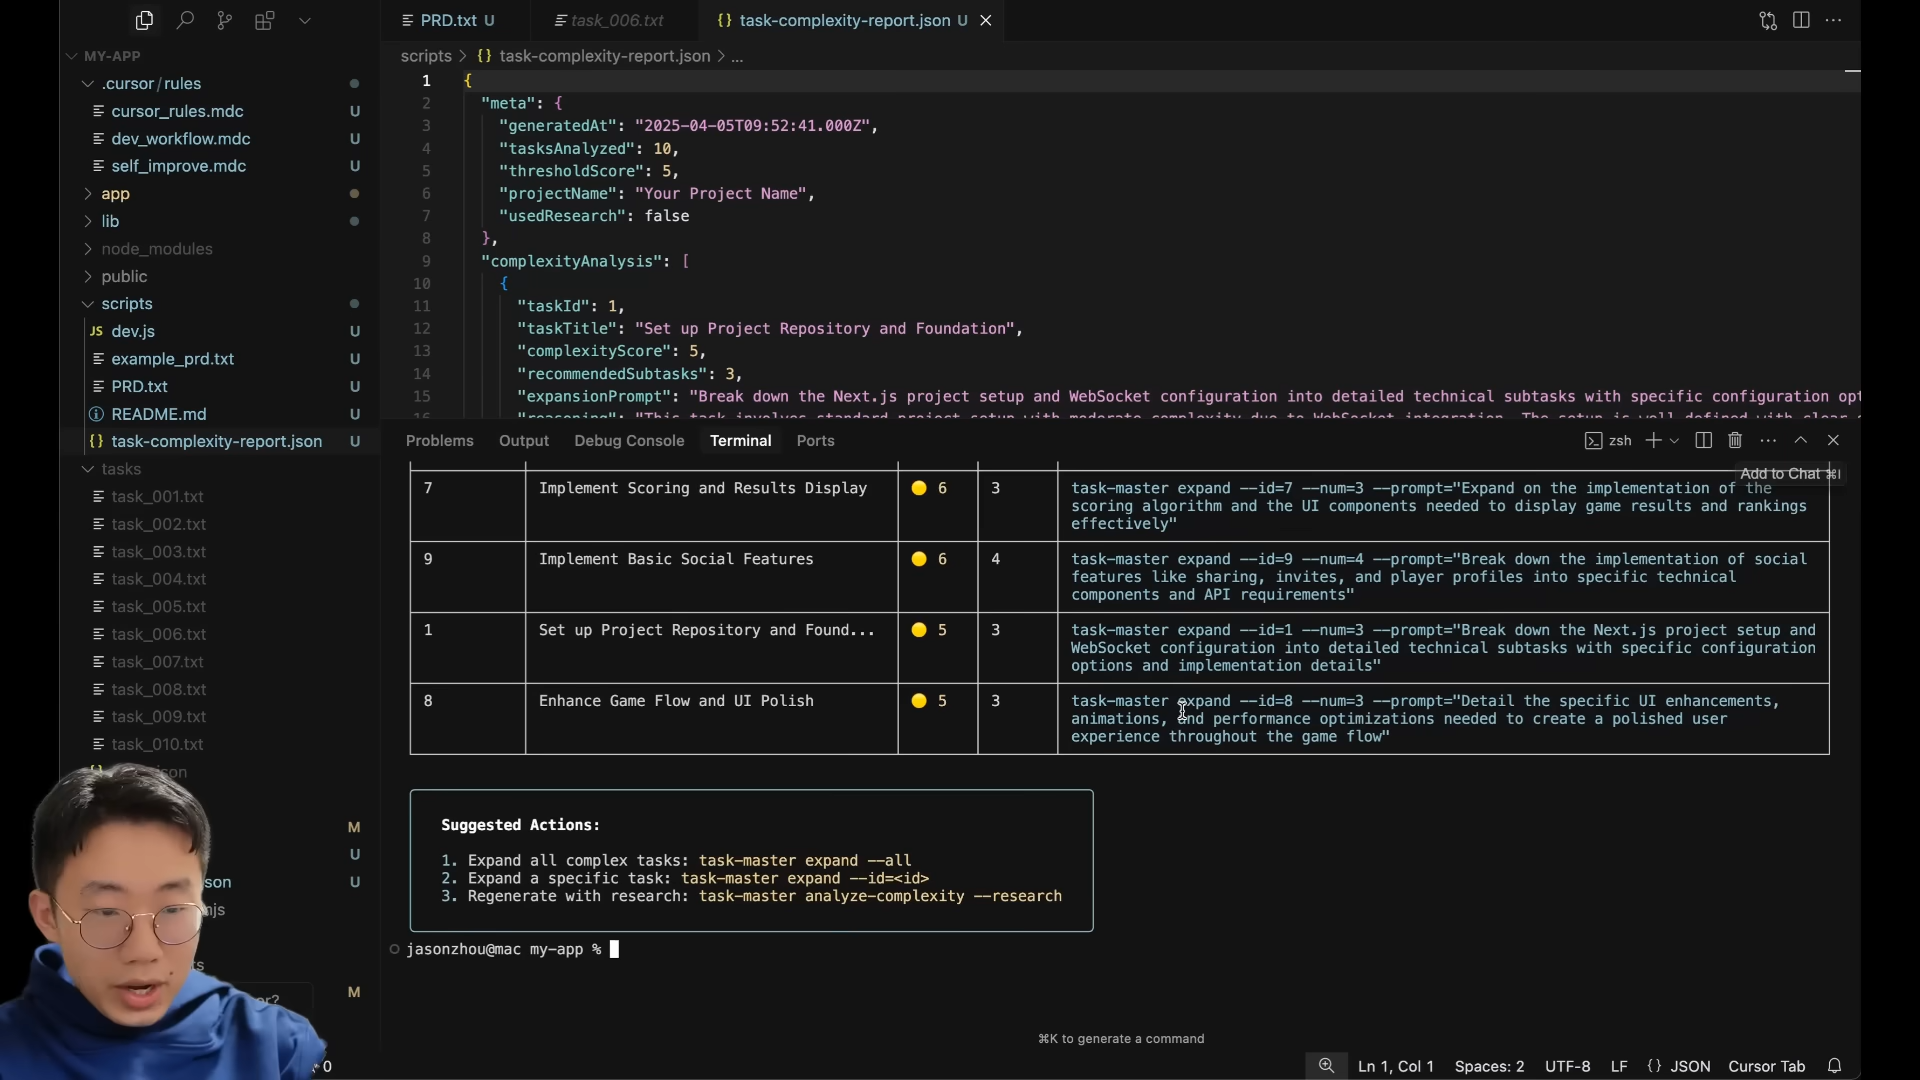 PRD.txt U
task_006.txt
{} task-complexity-report.json U
MY-APP
.cursor/rules
cursor_rules.mdc U
dev_workflow.mdc U
self_improve.mdc U
app
lib
node_modules
public
scripts
JS dev.js U
example_prd.txt U
PRD.txt U
README.md U
{} task-complexity-report.json U
tasks
task_001.txt
task_002.txt
task_003.txt
task_004.txt
task_005.txt
task_006.txt
task_007.txt
task_008.txt
task_009.txt
task_010.txt
M
U
son U
M
scripts > {} task-complexity-report.json > ...
1 {
2 "meta": {
3 "generatedAt": "2025-04-05T09:52:41.000Z",
4 "tasksAnalyzed": 10,
5 "thresholdScore": 5,
6 "projectName": "Your Project Name",
7 "usedResearch": false
8 },
9 "complexityAnalysis": [
10 {
11 "taskId": 1,
12 "taskTitle": "Set up Project Repository and Foundation",
13 "complexityScore": 5,
14 "recommendedSubtasks": 3,
15 "expansionPrompt": "Break down the Next.js project setup and WebSocket configuration into detailed technical subtasks with specific configuration opt
Problems Output Debug Console Terminal Ports
zsh
Add to Chat ⌘I
7 Implement Scoring and Results Display 6 3 task-master expand --id=7 --num=3 --prompt="Expand on the implementation of the
scoring algorithm and the UI components needed to display game results and rankings
effectively"
9 Implement Basic Social Features 6 4 task-master expand --id=9 --num=4 --prompt="Break down the implementation of social
features like sharing, invites, and player profiles into specific technical
components and API requirements"
1 Set up Project Repository and Found... 5 3 task-master expand --id=1 --num=3 --prompt="Break down the Next.js project setup and
WebSocket configuration into detailed technical subtasks with specific configuration
options and implementation details"
8 Enhance Game Flow and UI Polish 5 3 task-master expand --id=8 --num=3 --prompt="Detail the specific UI enhancements,
animations, and performance optimizations needed to create a polished user
experience throughout the game flow"
Suggested Actions:
1. Expand all complex tasks: task-master expand --all
2. Expand a specific task: task-master expand --id=<id>
3. Regenerate with research: task-master analyze-complexity --research
jasonzhou@mac my-app %
⌘K to generate a command
0
Ln 1, Col 1 Spaces: 2 UTF-8 LF {} JSON Cursor Tab